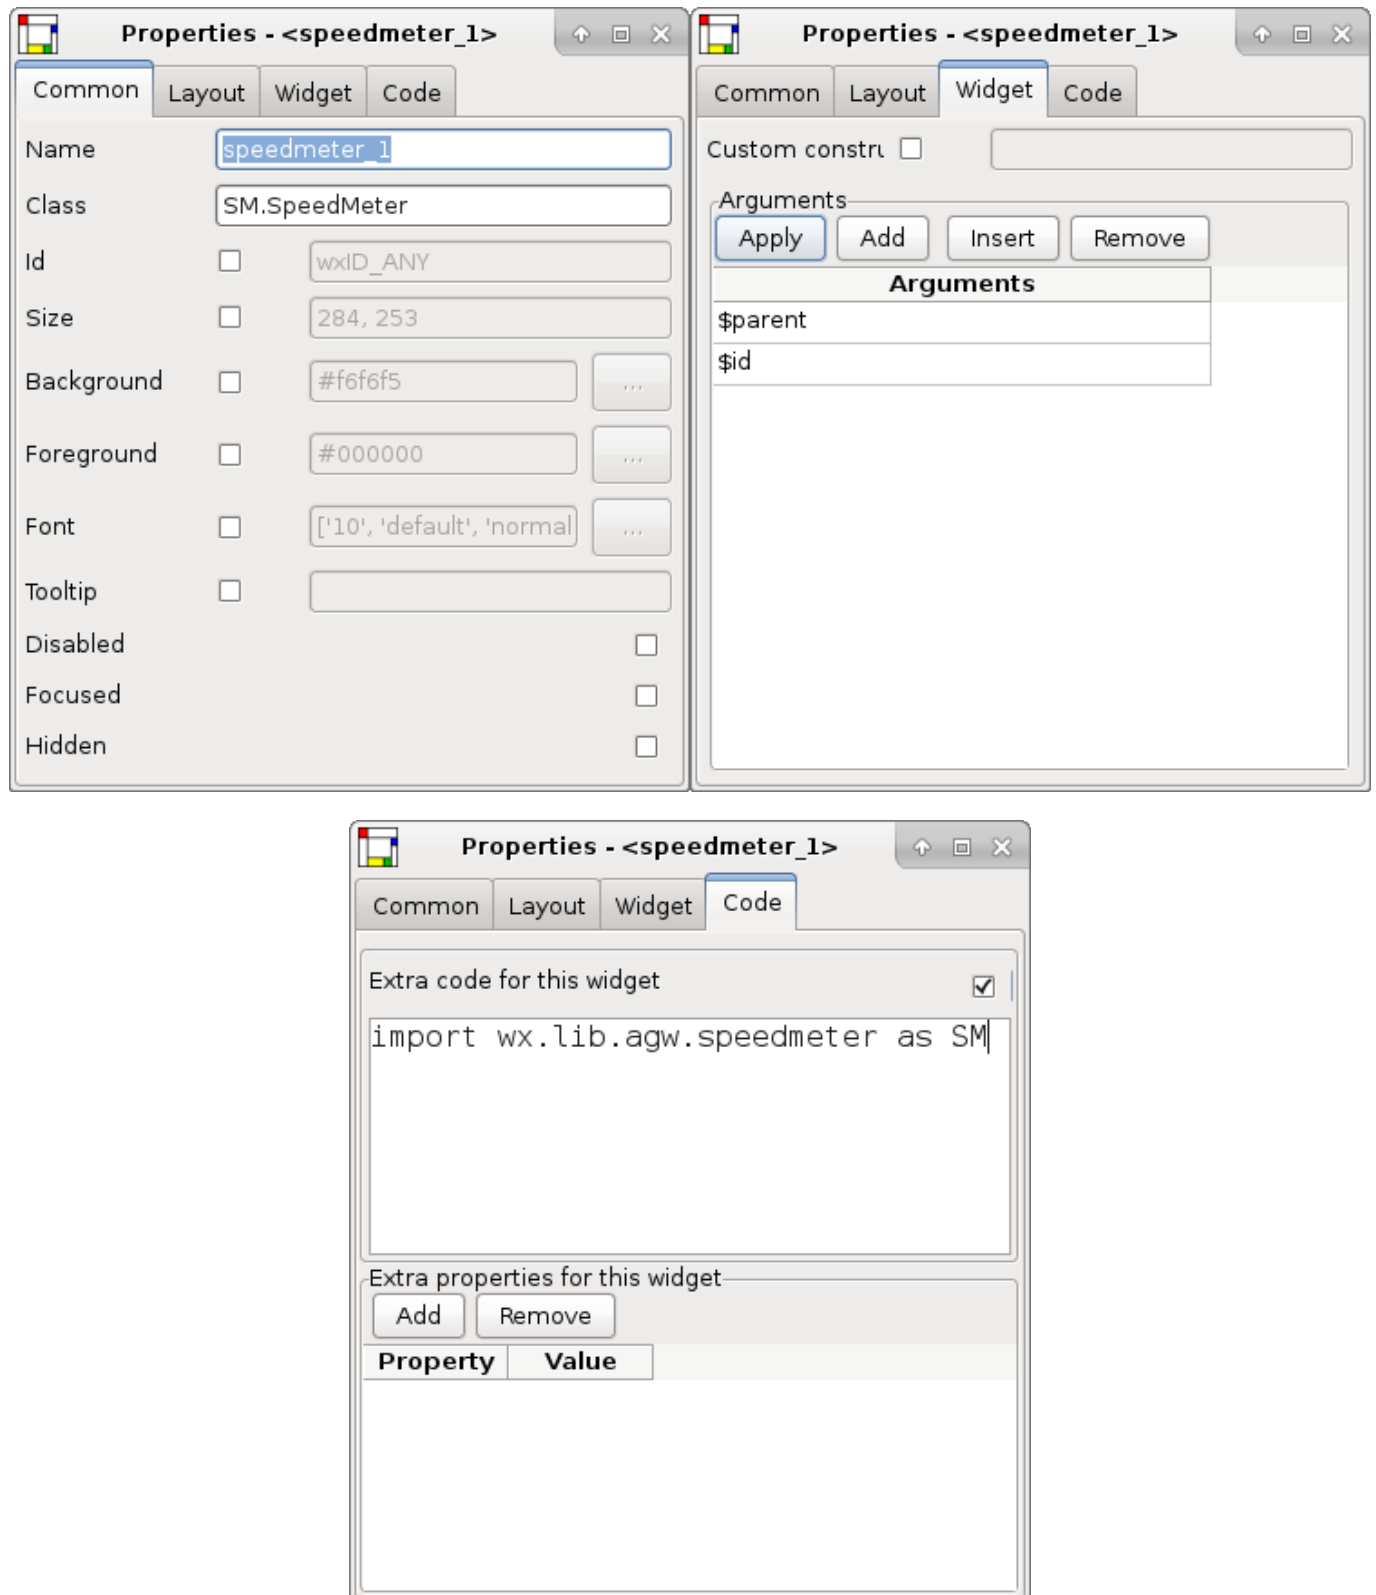 Properties - <speedmeter_1>
Common Layout Widget Code
Name speedmeter_1
Class SM.SpeedMeter
Id wxID_ANY
Size 284, 253
Background #f6f6f5 ...
Foreground #000000 ...
Font ['10', 'default', 'normal ...
Tooltip
Disabled
Focused
Hidden
Properties - <speedmeter_1>
Common Layout Widget Code
Custom constru
Arguments
Apply Add Insert Remove
Arguments
$parent
$id
Properties - <speedmeter_1>
Common Layout Widget Code
Extra code for this widget
import wx.lib.agw.speedmeter as SM
Extra properties for this widget
Add Remove
Property Value